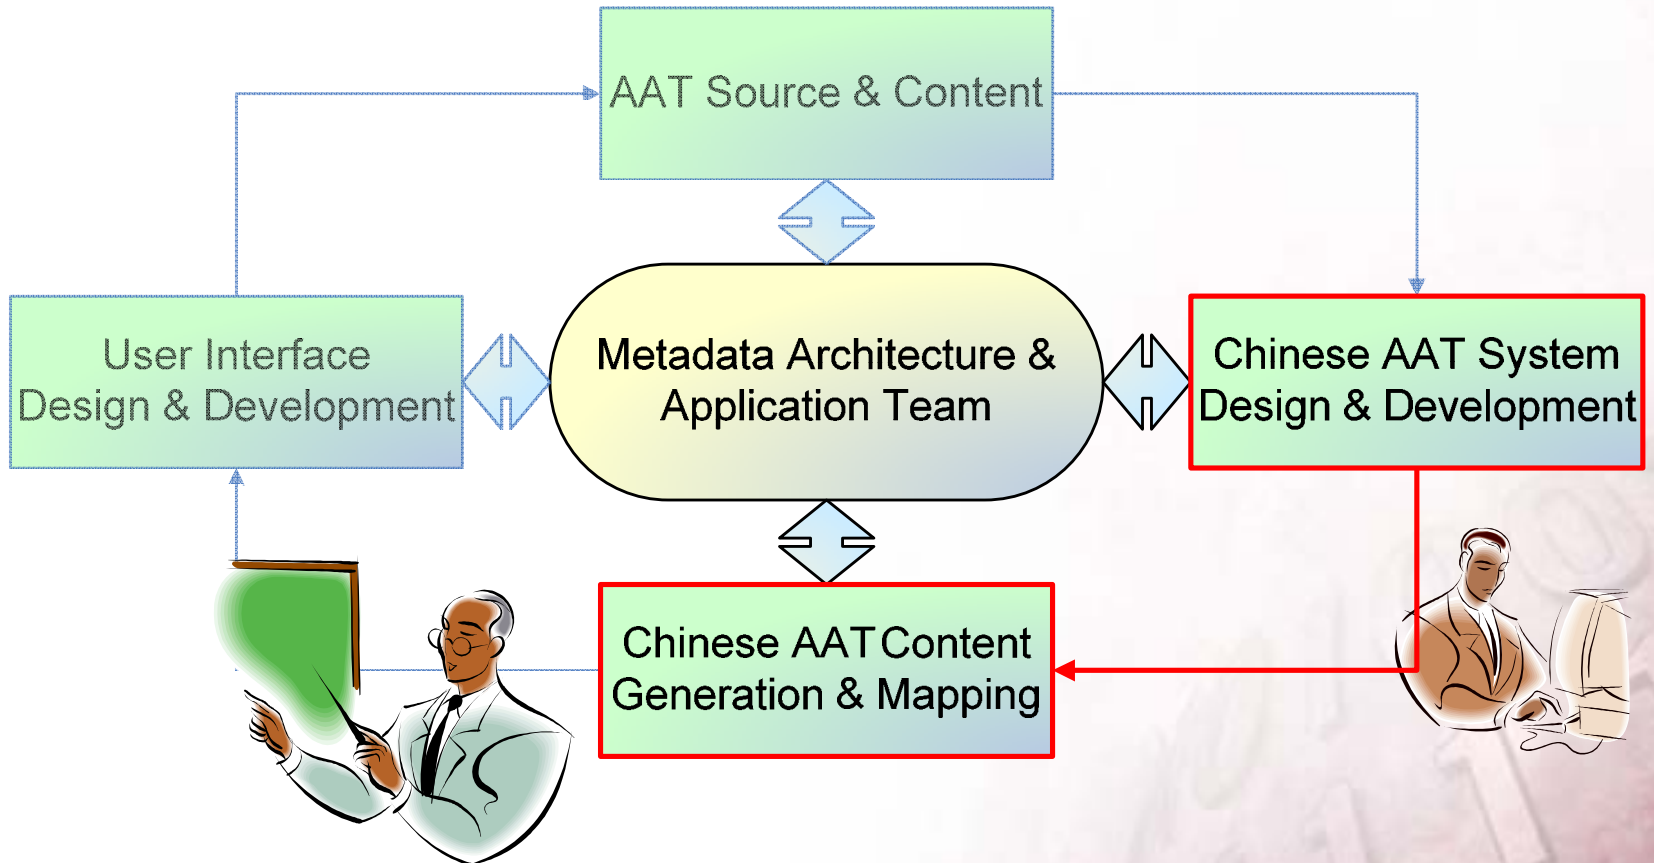 AAT Source & Content
User Interface
Design & Development
Metadata Architecture &
Application Team
Chinese AAT System
Design & Development
Chinese AAT Content
Generation & Mapping